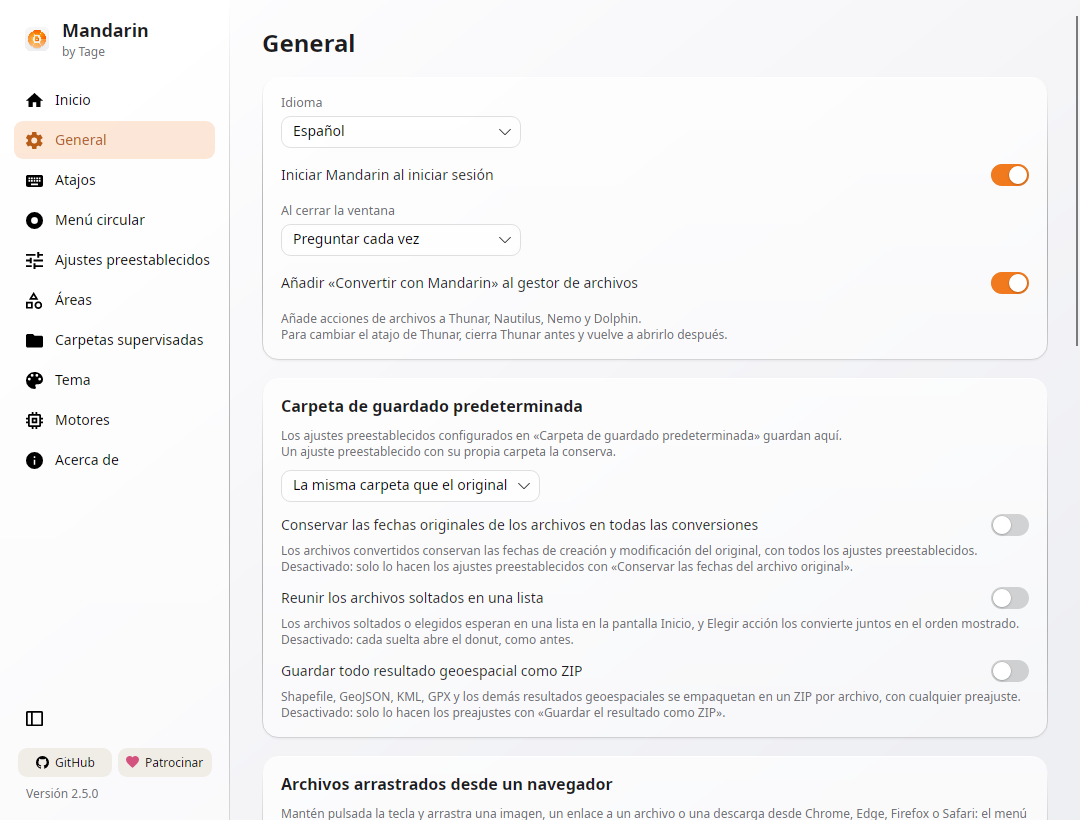 Mandarin
by Tage
Inicio
General
Atajos
Menú circular
Ajustes preestablecidos
Áreas
Carpetas supervisadas
Tema
Motores
Acerca de
GitHub
Patrocinar
Versión 2.5.0
General
Idioma
Español
Iniciar Mandarin al iniciar sesión
Al cerrar la ventana
Preguntar cada vez
Añadir «Convertir con Mandarin» al gestor de archivos
Añade acciones de archivos a Thunar, Nautilus, Nemo y Dolphin.
Para cambiar el atajo de Thunar, cierra Thunar antes y vuelve a abrirlo después.
Carpeta de guardado predeterminada
Los ajustes preestablecidos configurados en «Carpeta de guardado predeterminada» guardan aquí.
Un ajuste preestablecido con su propia carpeta la conserva.
La misma carpeta que el original
Conservar las fechas originales de los archivos en todas las conversiones
Los archivos convertidos conservan las fechas de creación y modificación del original, con todos los ajustes preestablecidos.
Desactivado: solo lo hacen los ajustes preestablecidos con «Conservar las fechas del archivo original».
Reunir los archivos soltados en una lista
Los archivos soltados o elegidos esperan en una lista en la pantalla Inicio, y Elegir acción los convierte juntos en el orden mostrado.
Desactivado: cada suelta abre el donut, como antes.
Guardar todo resultado geoespacial como ZIP
Shapefile, GeoJSON, KML, GPX y los demás resultados geoespaciales se empaquetan en un ZIP por archivo, con cualquier preajuste.
Desactivado: solo lo hacen los preajustes con «Guardar el resultado como ZIP».
Archivos arrastrados desde un navegador
Mantén pulsada la tecla y arrastra una imagen, un enlace a un archivo o una descarga desde Chrome, Edge, Firefox o Safari: el menú